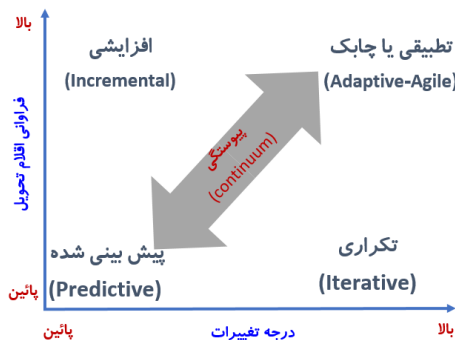 بالا
افزایشی
(Incremental)
تطبیقی یا چابک
(Adaptive-Agile)
فراوانی اقلام تحویل
پیوستگی
(continuum)
پیش بینی شده
(Predictive)
تکراری
(Iterative)
پائین
پائین
درجه تغییرات
بالا